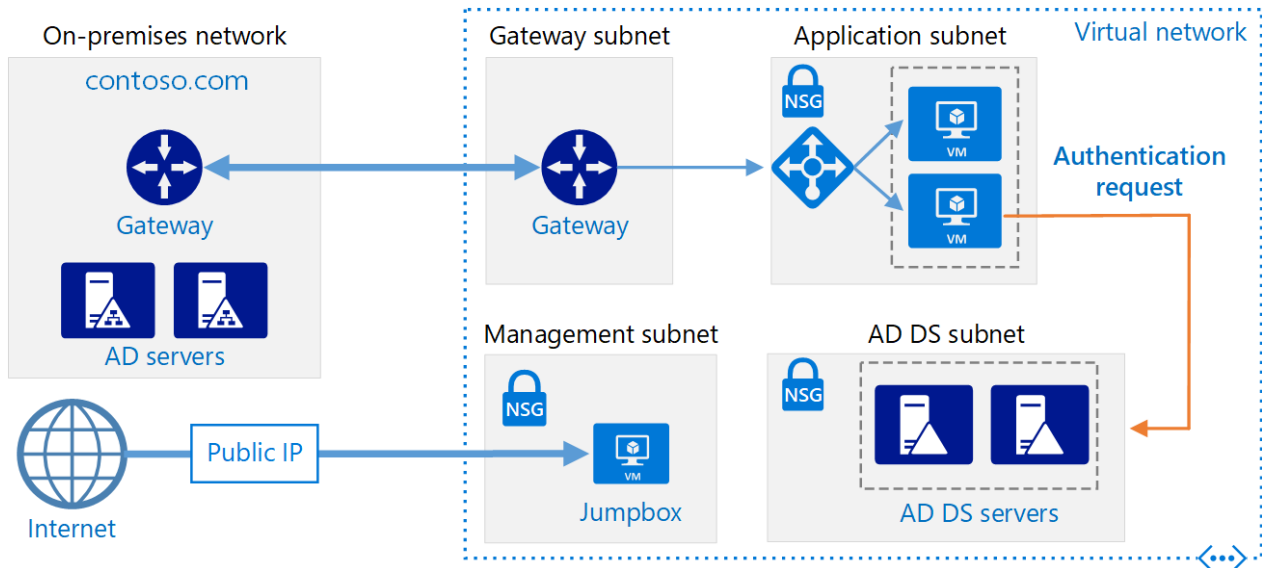 On-premises network
contoso.com
Gateway
AD servers
Internet
Public IP
Virtual network
Gateway subnet
Gateway
Application subnet
NSG
VM
VM
Authentication
request
Management subnet
NSG
VM
Jumpbox
AD DS subnet
NSG
AD DS servers